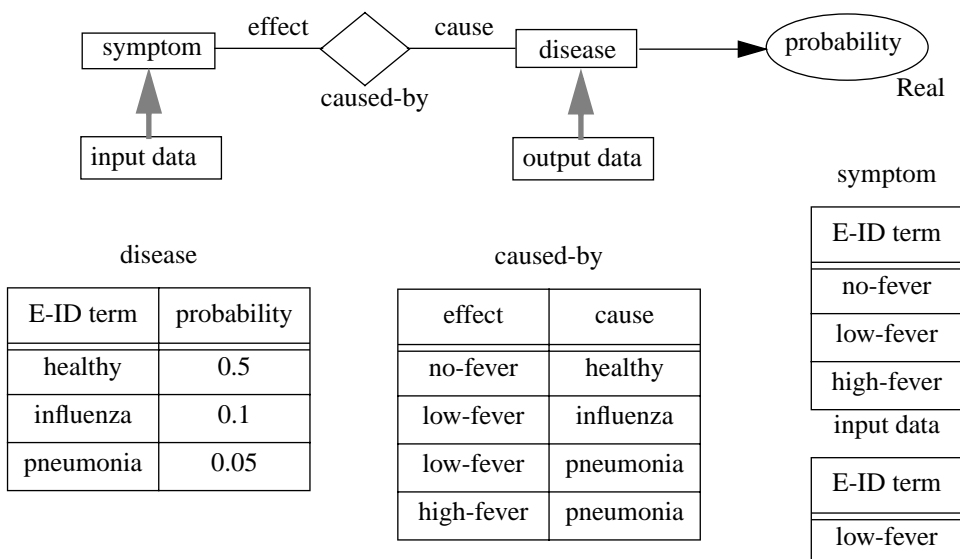 effect
cause
symptom
disease
probability
caused-by
Real
input data
output data
symptom
disease
caused-by
E-ID term
E-ID term probability
effect cause
no-fever
healthy 0.5
no-fever healthy
low-fever
influenza 0.1
low-fever influenza
high-fever
pneumonia 0.05
low-fever pneumonia
input data
high-fever pneumonia
E-ID term
low-fever